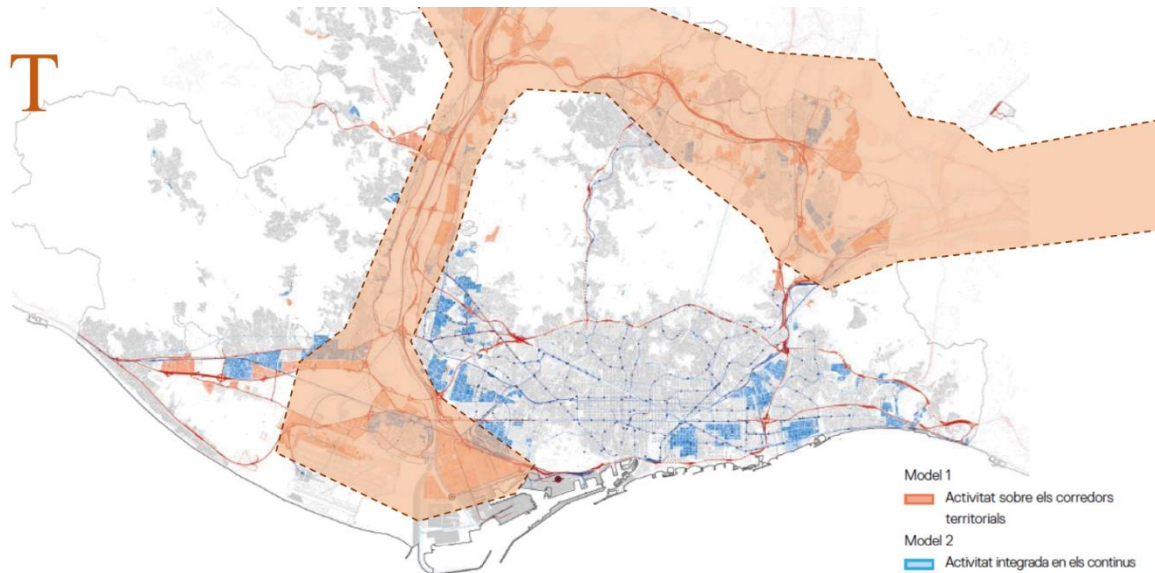 T
Model 1
Activitat sobre els corredors
territorials
Model 2
Activitat integrada en els continus